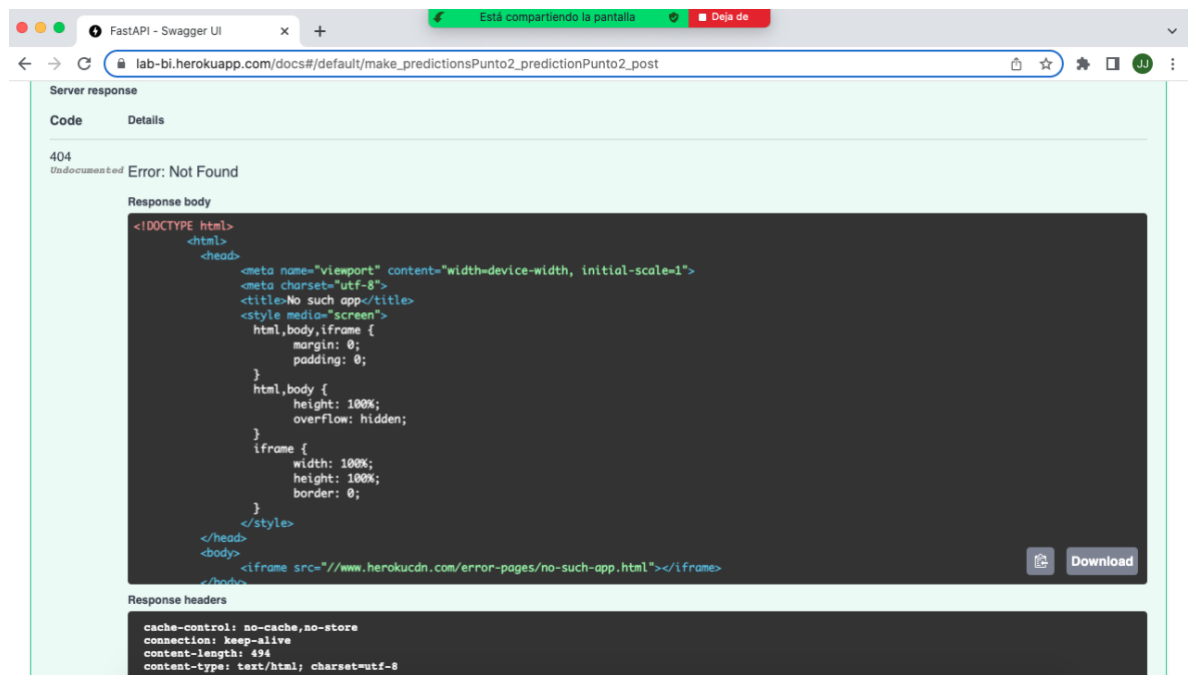 Está compartiendo la pantalla
Deja de
FastAPI - Swagger UI
lab-bi.herokuapp.com/docs#/default/make_predictionsPunto2_predictionPunto2_post
JJ
Server response
Code Details
404
Undocumented Error: Not Found
Response body
<!DOCTYPE html>
<html>
<head>
<meta name="viewport" content="width=device-width, initial-scale=1">
<meta charset="utf-8">
<title>No such app</title>
<style media="screen">
html,body,iframe {
margin: 0;
padding: 0;
}
html,body {
height: 100%;
overflow: hidden;
}
iframe {
width: 100%;
height: 100%;
border: 0;
}
</style>
</head>
<body>
<iframe src="//www.herokucdn.com/error-pages/no-such-app.html"></iframe>
</body>
Download
Response headers
cache-control: no-cache,no-store
connection: keep-alive
content-length: 494
content-type: text/html; charset=utf-8